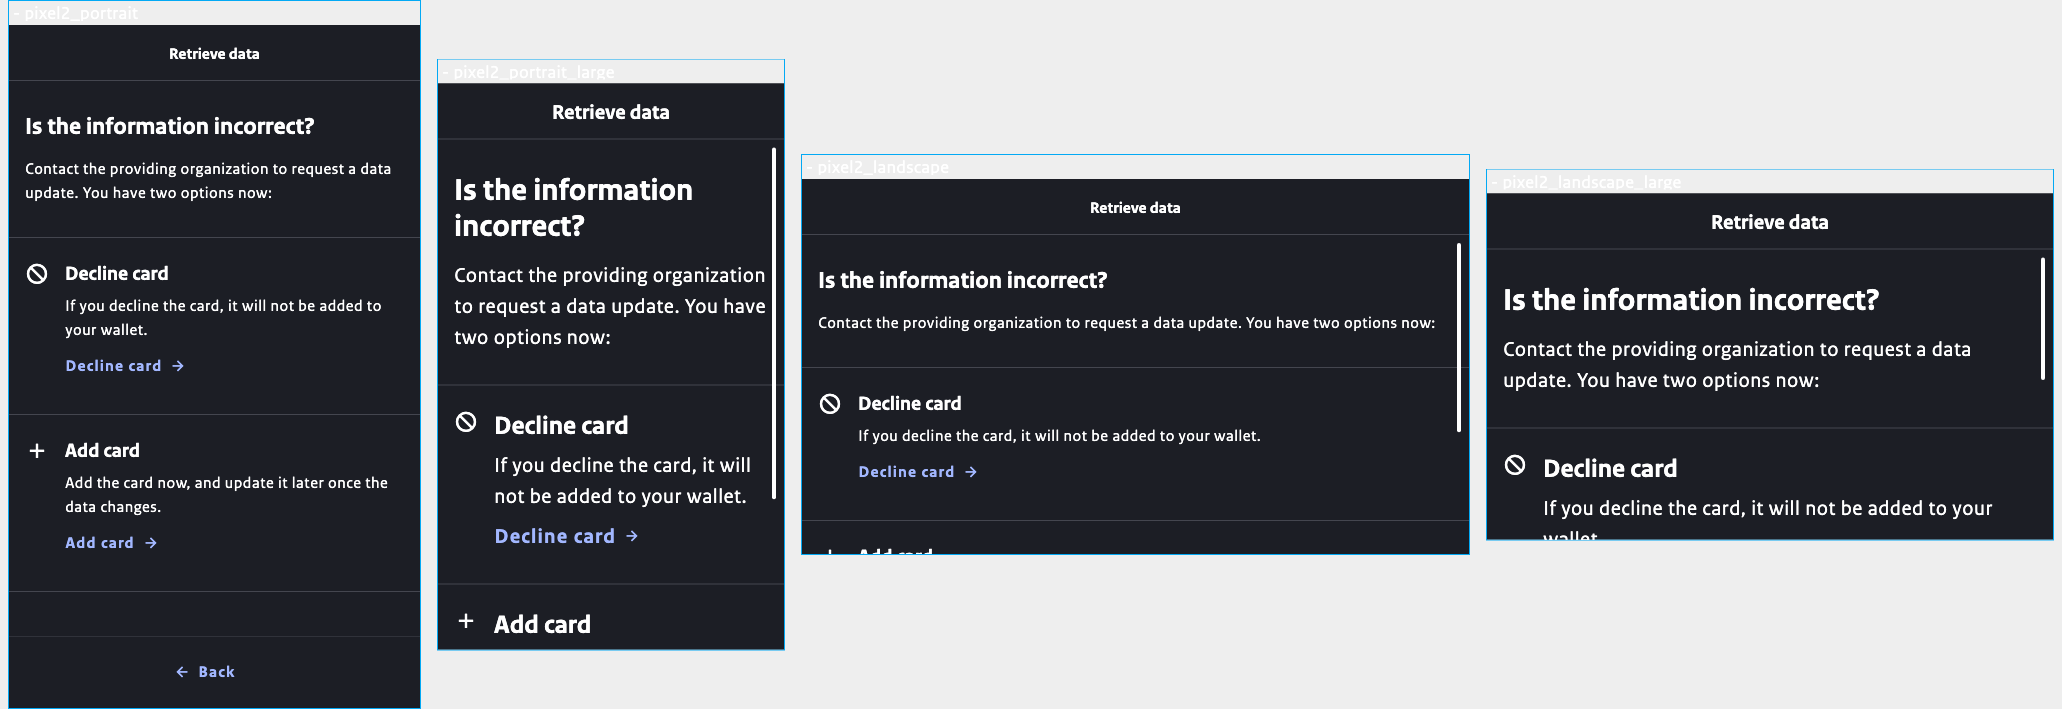 - pixel2_portrait
Retrieve data
Is the information incorrect?
Contact the providing organization to request a data
update. You have two options now:
Decline card
If you decline the card, it will not be added to
your wallet.
Decline card →
Add card
Add the card now, and update it later once the
data changes.
Add card →
← Back
- pixel2_portrait_large
Retrieve data
Is the information
incorrect?
Contact the providing organization
to request a data update. You have
two options now:
Decline card
If you decline the card, it will
not be added to your wallet.
Decline card →
Add card
- pixel2_landscape
Retrieve data
Is the information incorrect?
Contact the providing organization to request a data update. You have two options now:
Decline card
If you decline the card, it will not be added to your wallet.
Decline card →
Add card
- pixel2_landscape_large
Retrieve data
Is the information incorrect?
Contact the providing organization to request a data
update. You have two options now:
Decline card
If you decline the card, it will not be added to your
wallet.